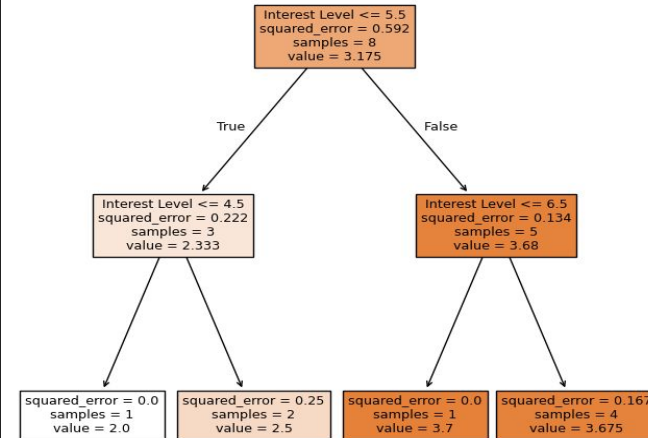 Interest Level <= 5.5
squared_error = 0.592
samples = 8
value = 3.175
True
False
Interest Level <= 4.5
squared_error = 0.222
samples = 3
value = 2.333
Interest Level <= 6.5
squared_error = 0.134
samples = 5
value = 3.68
squared_error = 0.0
samples = 1
value = 2.0
squared_error = 0.25
samples = 2
value = 2.5
squared_error = 0.0
samples = 1
value = 3.7
squared_error = 0.167
samples = 4
value = 3.675